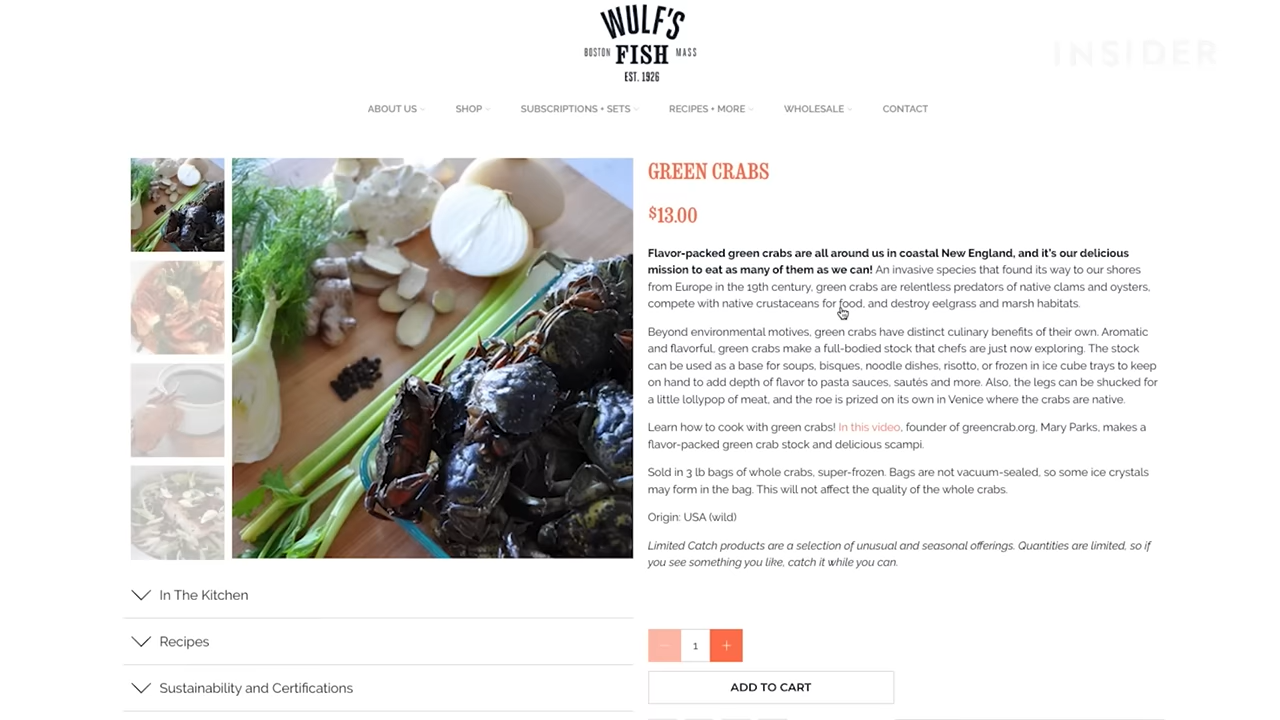 WULF'S
BOSTON FISH MASS
EST. 1926
INSIDER
ABOUT US
SHOP
SUBSCRIPTIONS + SETS
RECIPES + MORE
WHOLESALE
CONTACT
GREEN CRABS
$13.00
Flavor-packed green crabs are all around us in coastal New England, and it's our delicious
mission to eat as many of them as we can! An invasive species that found its way to our shores
from Europe in the 19th century, green crabs are relentless predators of native clams and oysters,
compete with native crustaceans for food, and destroy eelgrass and marsh habitats.
Beyond environmental motives, green crabs have distinct culinary benefits of their own. Aromatic
and flavorful, green crabs make a full-bodied stock that chefs are just now exploring. The stock
can be used as a base for soups, bisques, noodle dishes, risotto, or frozen in ice cube trays to keep
on hand to add depth of flavor to pasta sauces, sautés and more. Also, the legs can be shucked for
a little lollypop of meat, and the roe is prized on its own in Venice where the crabs are native.
Learn how to cook with green crabs! In this video, founder of greencrab.org, Mary Parks, makes a
flavor-packed green crab stock and delicious scampi.
Sold in 3 lb bags of whole crabs, super-frozen. Bags are not vacuum-sealed, so some ice crystals
may form in the bag. This will not affect the quality of the whole crabs.
Origin: USA (wild)
Limited Catch products are a selection of unusual and seasonal offerings. Quantities are limited, so if
you see something you like, catch it while you can.
In The Kitchen
Recipes
Sustainability and Certifications
− 1 +
ADD TO CART